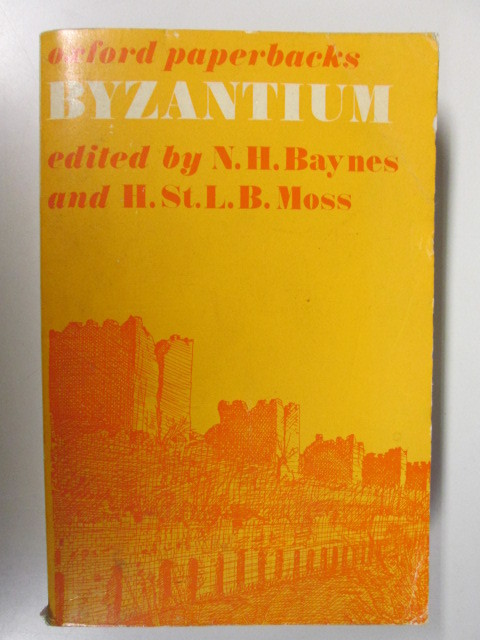 oxford paperbacks
BYZANTIUM
edited by N.H.Baynes
and H.St.L.B.Moss